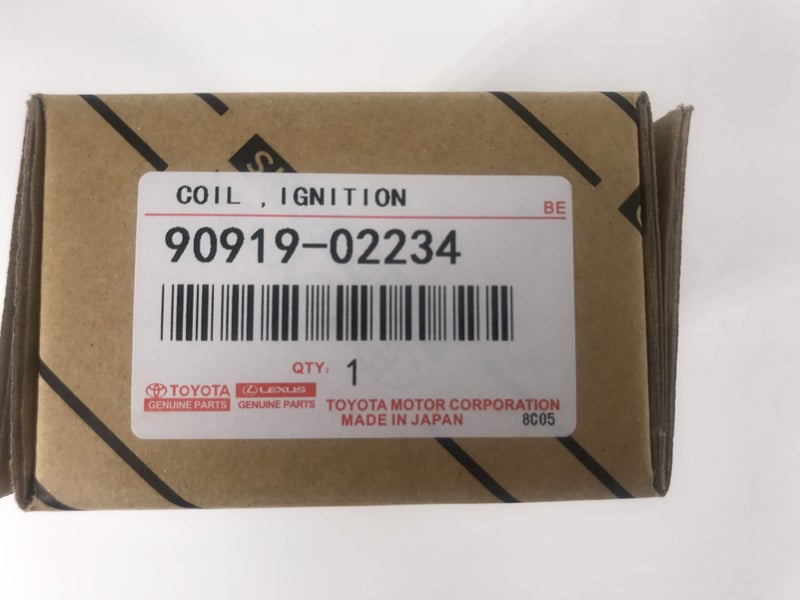 COIL , IGNITION
BE
90919-02234
QTY: 1
TOYOTA LEXUS
GENUINE PARTS GENUINE PARTS
TOYOTA MOTOR CORPORATION
MADE IN JAPAN 8C05